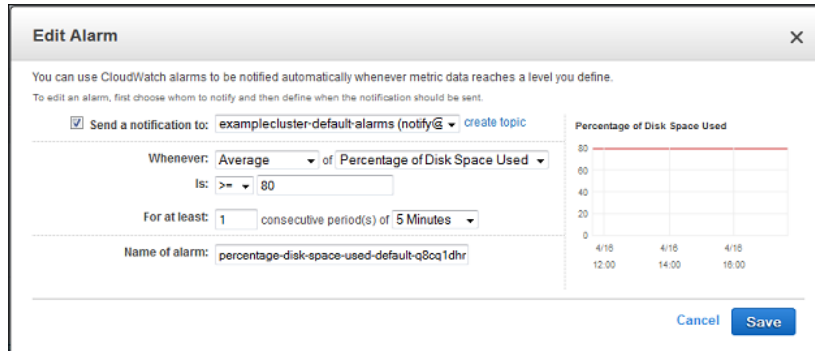 Edit Alarm
You can use CloudWatch alarms to be notified automatically whenever metric data reaches a level you define.
To edit an alarm, first choose whom to notify and then define when the notification should be sent.
Send a notification to: examplecluster-default-alarms (notify@ create topic
Whenever: Average of Percentage of Disk Space Used
Is: >= 80
For at least: 1 consecutive period(s) of 5 Minutes
Name of alarm: percentage-disk-space-used-default-q8cq1dhr
Percentage of Disk Space Used
80
60
40
20
0
4/16 4/16 4/16
12:00 14:00 16:00
Cancel Save